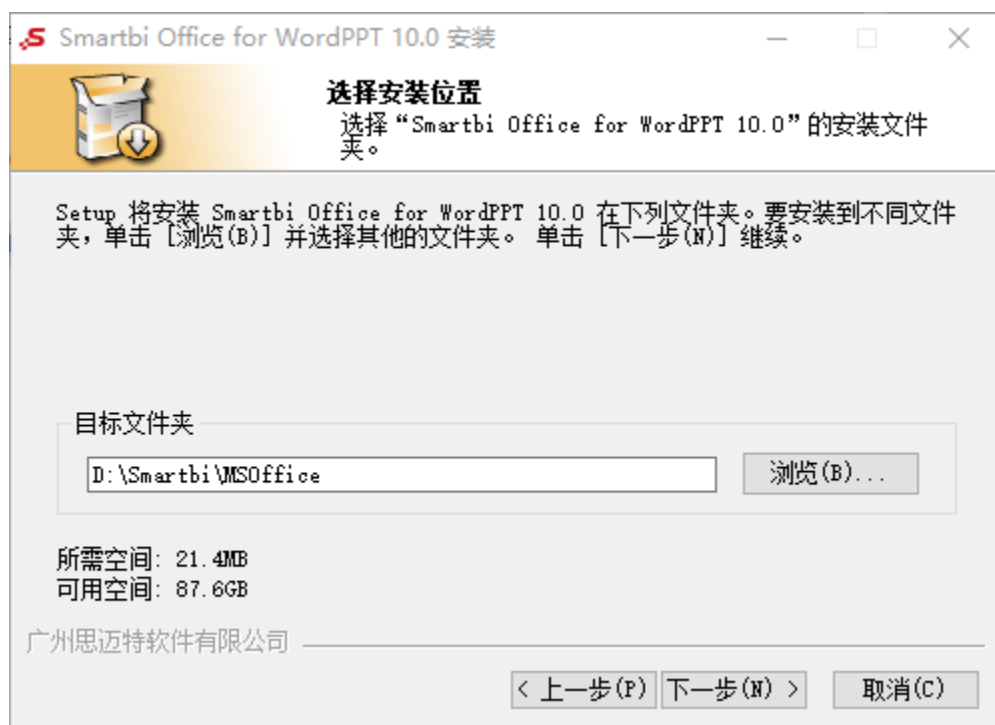 Smartbi Office for WordPPT 10.0 安装
选择安装位置
选择“Smartbi Office for WordPPT 10.0”的安装文件
夹。
Setup 将安装 Smartbi Office for WordPPT 10.0 在下列文件夹。要安装到不同文件
夹，单击 [浏览(B)] 并选择其他的文件夹。 单击 [下一步(N)] 继续。
目标文件夹
D:\Smartbi\MSOffice
浏览(B)...
所需空间: 21.4MB
可用空间: 87.6GB
广州思迈特软件有限公司
< 上一步(P) 下一步(N) > 取消(C)